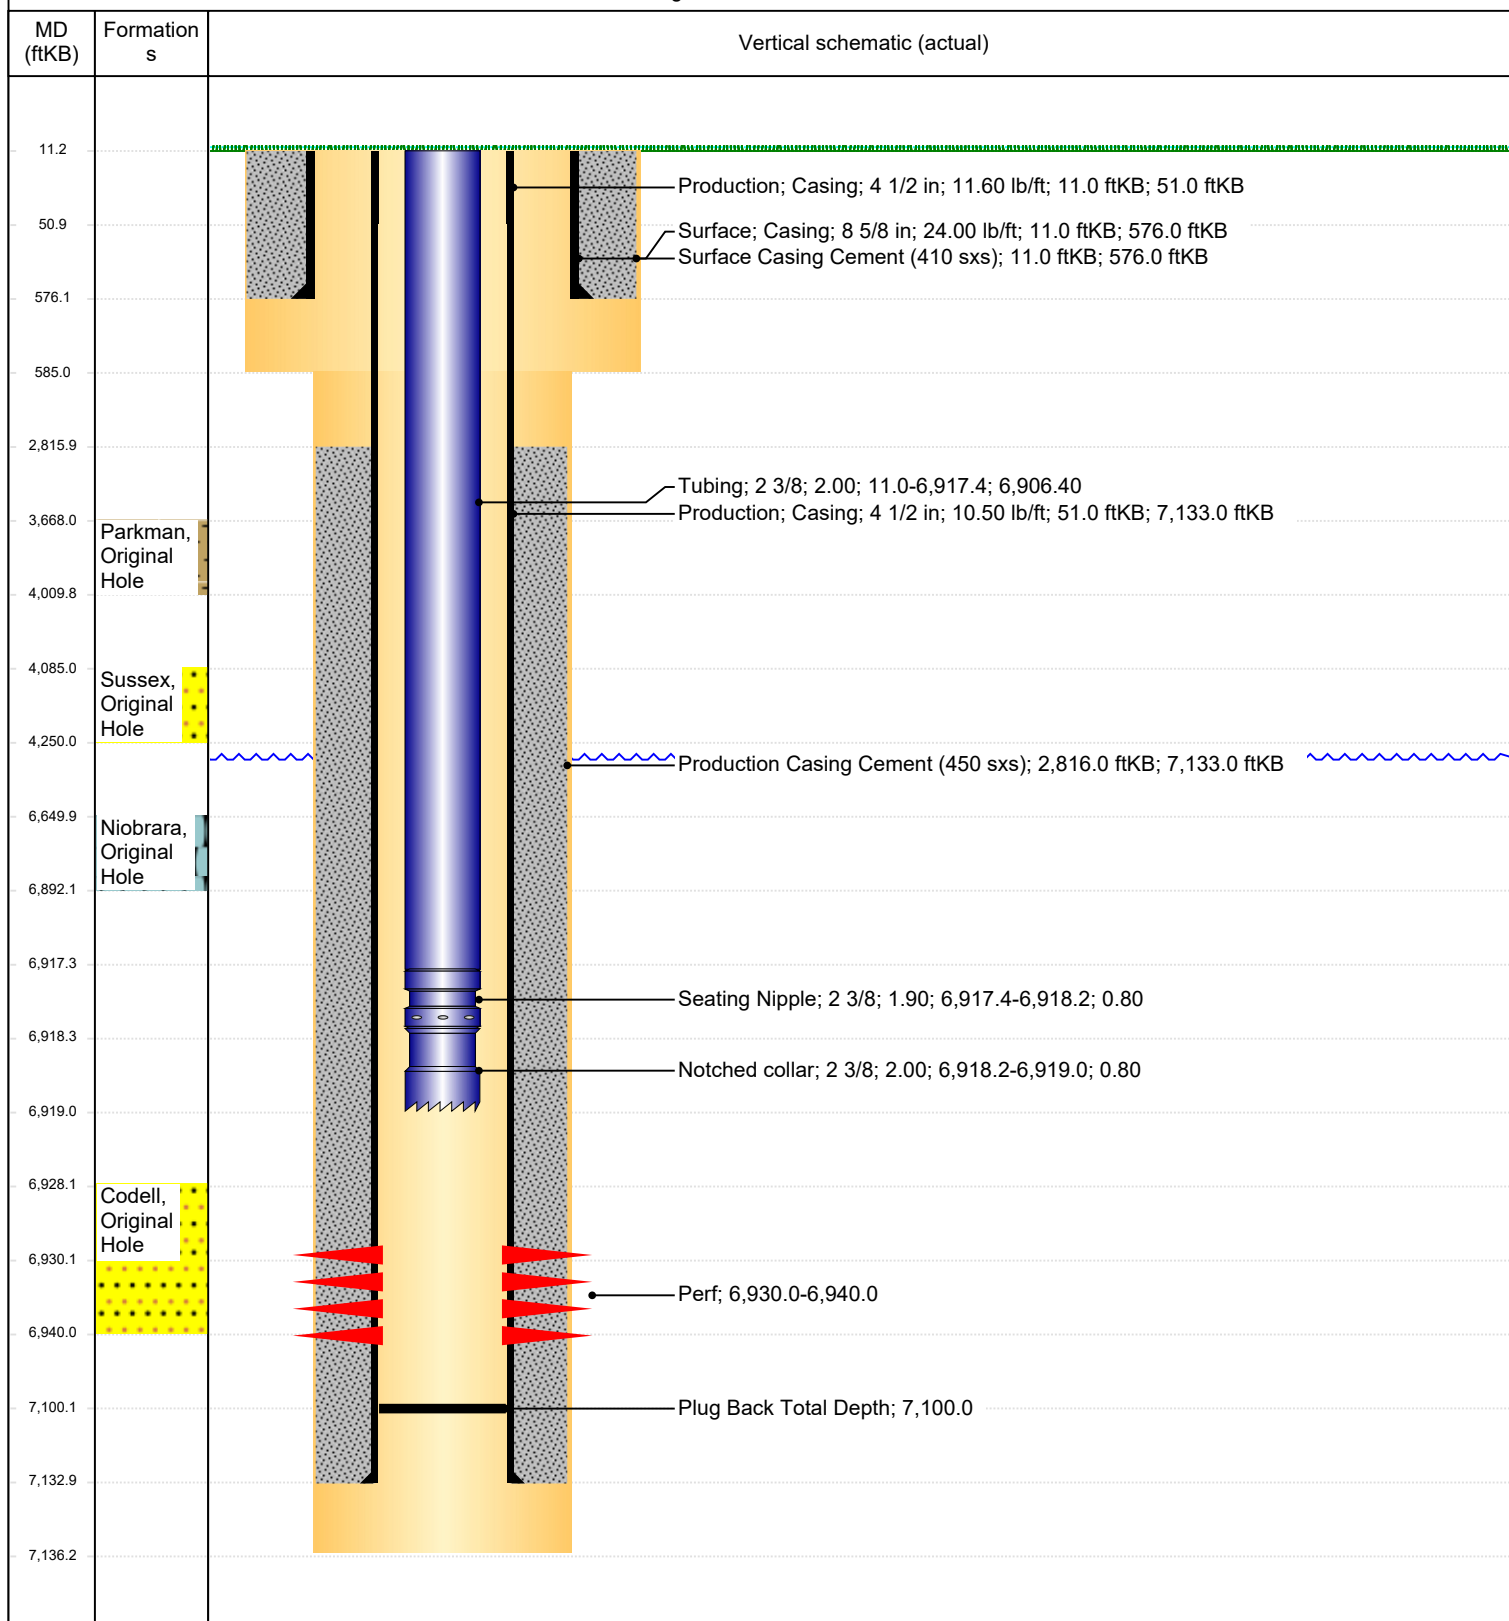 MD
(ftKB)
Formation
s
Vertical schematic (actual)
11.2
Production; Casing; 4 1/2 in; 11.60 lb/ft; 11.0 ftKB; 51.0 ftKB
50.9
Surface; Casing; 8 5/8 in; 24.00 lb/ft; 11.0 ftKB; 576.0 ftKB
Surface Casing Cement (410 sxs); 11.0 ftKB; 576.0 ftKB
576.1
585.0
2,815.9
Tubing; 2 3/8; 2.00; 11.0-6,917.4; 6,906.40
Production; Casing; 4 1/2 in; 10.50 lb/ft; 51.0 ftKB; 7,133.0 ftKB
3,668.0
Parkman,
Original
Hole
4,009.8
4,085.0
Sussex,
Original
Hole
4,250.0
Production Casing Cement (450 sxs); 2,816.0 ftKB; 7,133.0 ftKB
6,649.9
Niobrara,
Original
Hole
6,892.1
6,917.3
Seating Nipple; 2 3/8; 1.90; 6,917.4-6,918.2; 0.80
6,918.3
Notched collar; 2 3/8; 2.00; 6,918.2-6,919.0; 0.80
6,919.0
6,928.1
Codell,
Original
Hole
6,930.1
Perf; 6,930.0-6,940.0
6,940.0
7,100.1
Plug Back Total Depth; 7,100.0
7,132.9
7,136.2